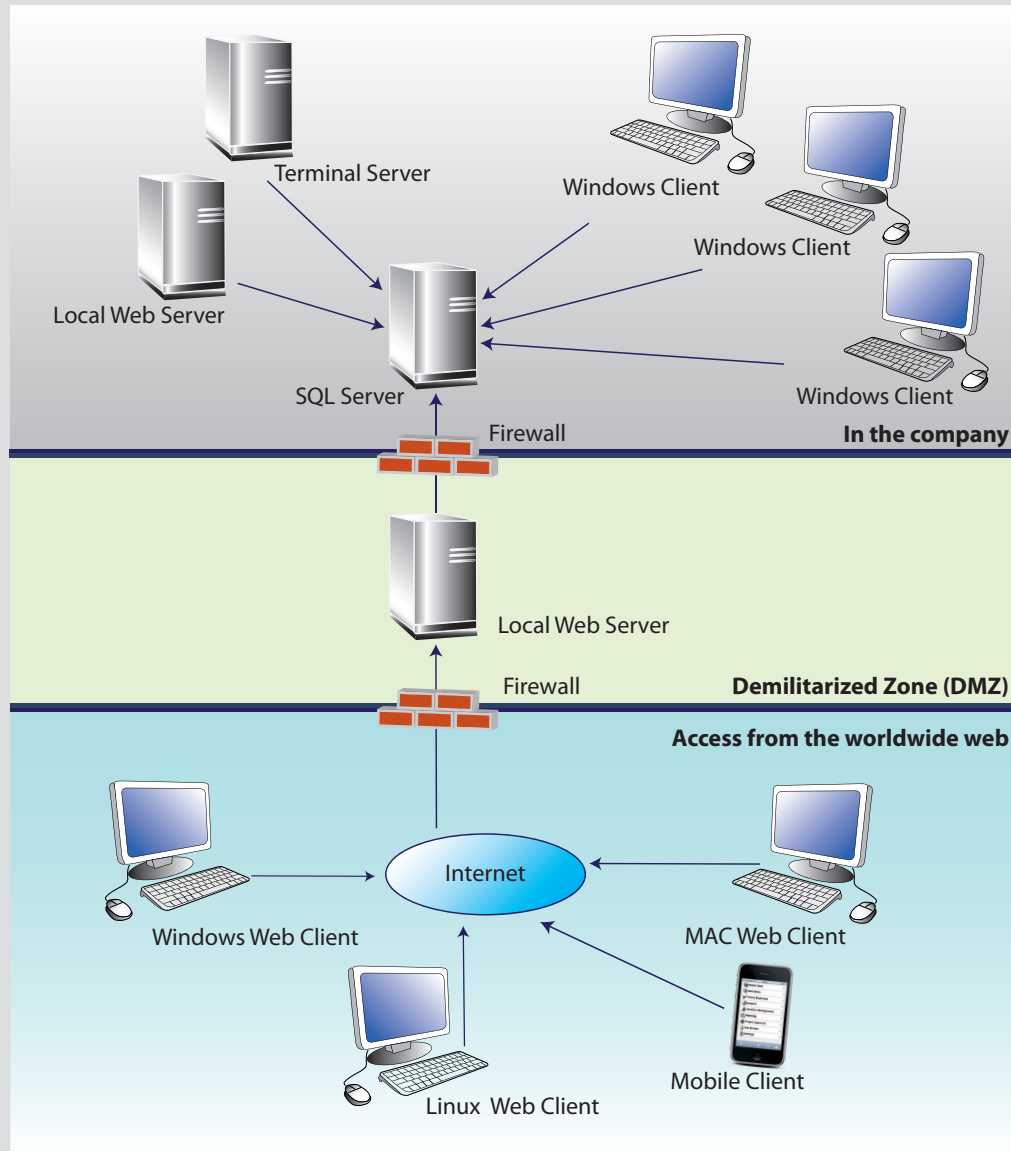 Terminal Server
Windows Client
Windows Client
Local Web Server
Windows Client
SQL Server
Firewall
In the company
Local Web Server
Firewall
Demilitarized Zone (DMZ)
Access from the worldwide web
Internet
Windows Web Client
MAC Web Client
Mobile Client
Linux Web Client